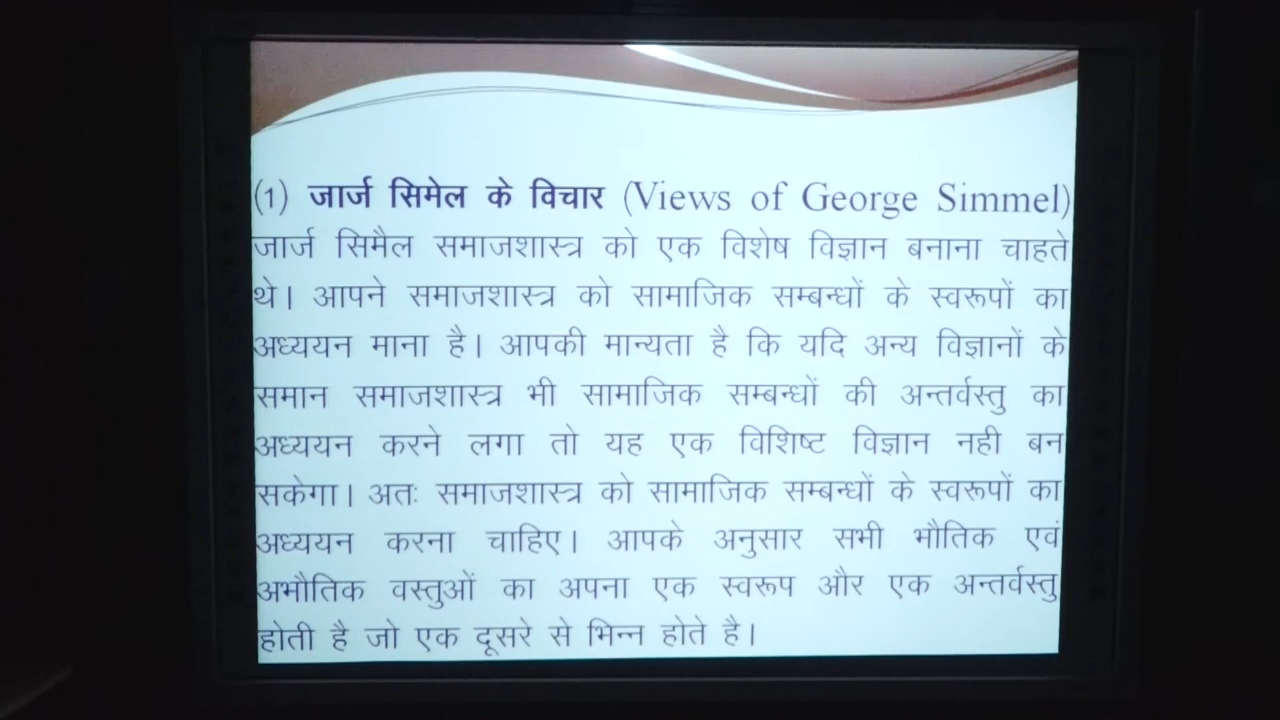 (1) जार्ज सिमेल के विचार (Views of George Simmel)
जार्ज सिमैल समाजशास्त्र को एक विशेष विज्ञान बनाना चाहते
थे। आपने समाजशास्त्र को सामाजिक सम्बन्धों के स्वरूपों का
अध्ययन माना है। आपकी मान्यता है कि यदि अन्य विज्ञानों के
समान समाजशास्त्र भी सामाजिक सम्बन्धों की अन्तर्वस्तु का
अध्ययन करने लगा तो यह एक विशिष्ट विज्ञान नही बन
सकेगा। अतः समाजशास्त्र को सामाजिक सम्बन्धों के स्वरूपों का
अध्ययन करना चाहिए। आपके अनुसार सभी भौतिक एवं
अभौतिक वस्तुओं का अपना एक स्वरूप और एक अन्तर्वस्तु
होती है जो एक दूसरे से भिन्न होते है।